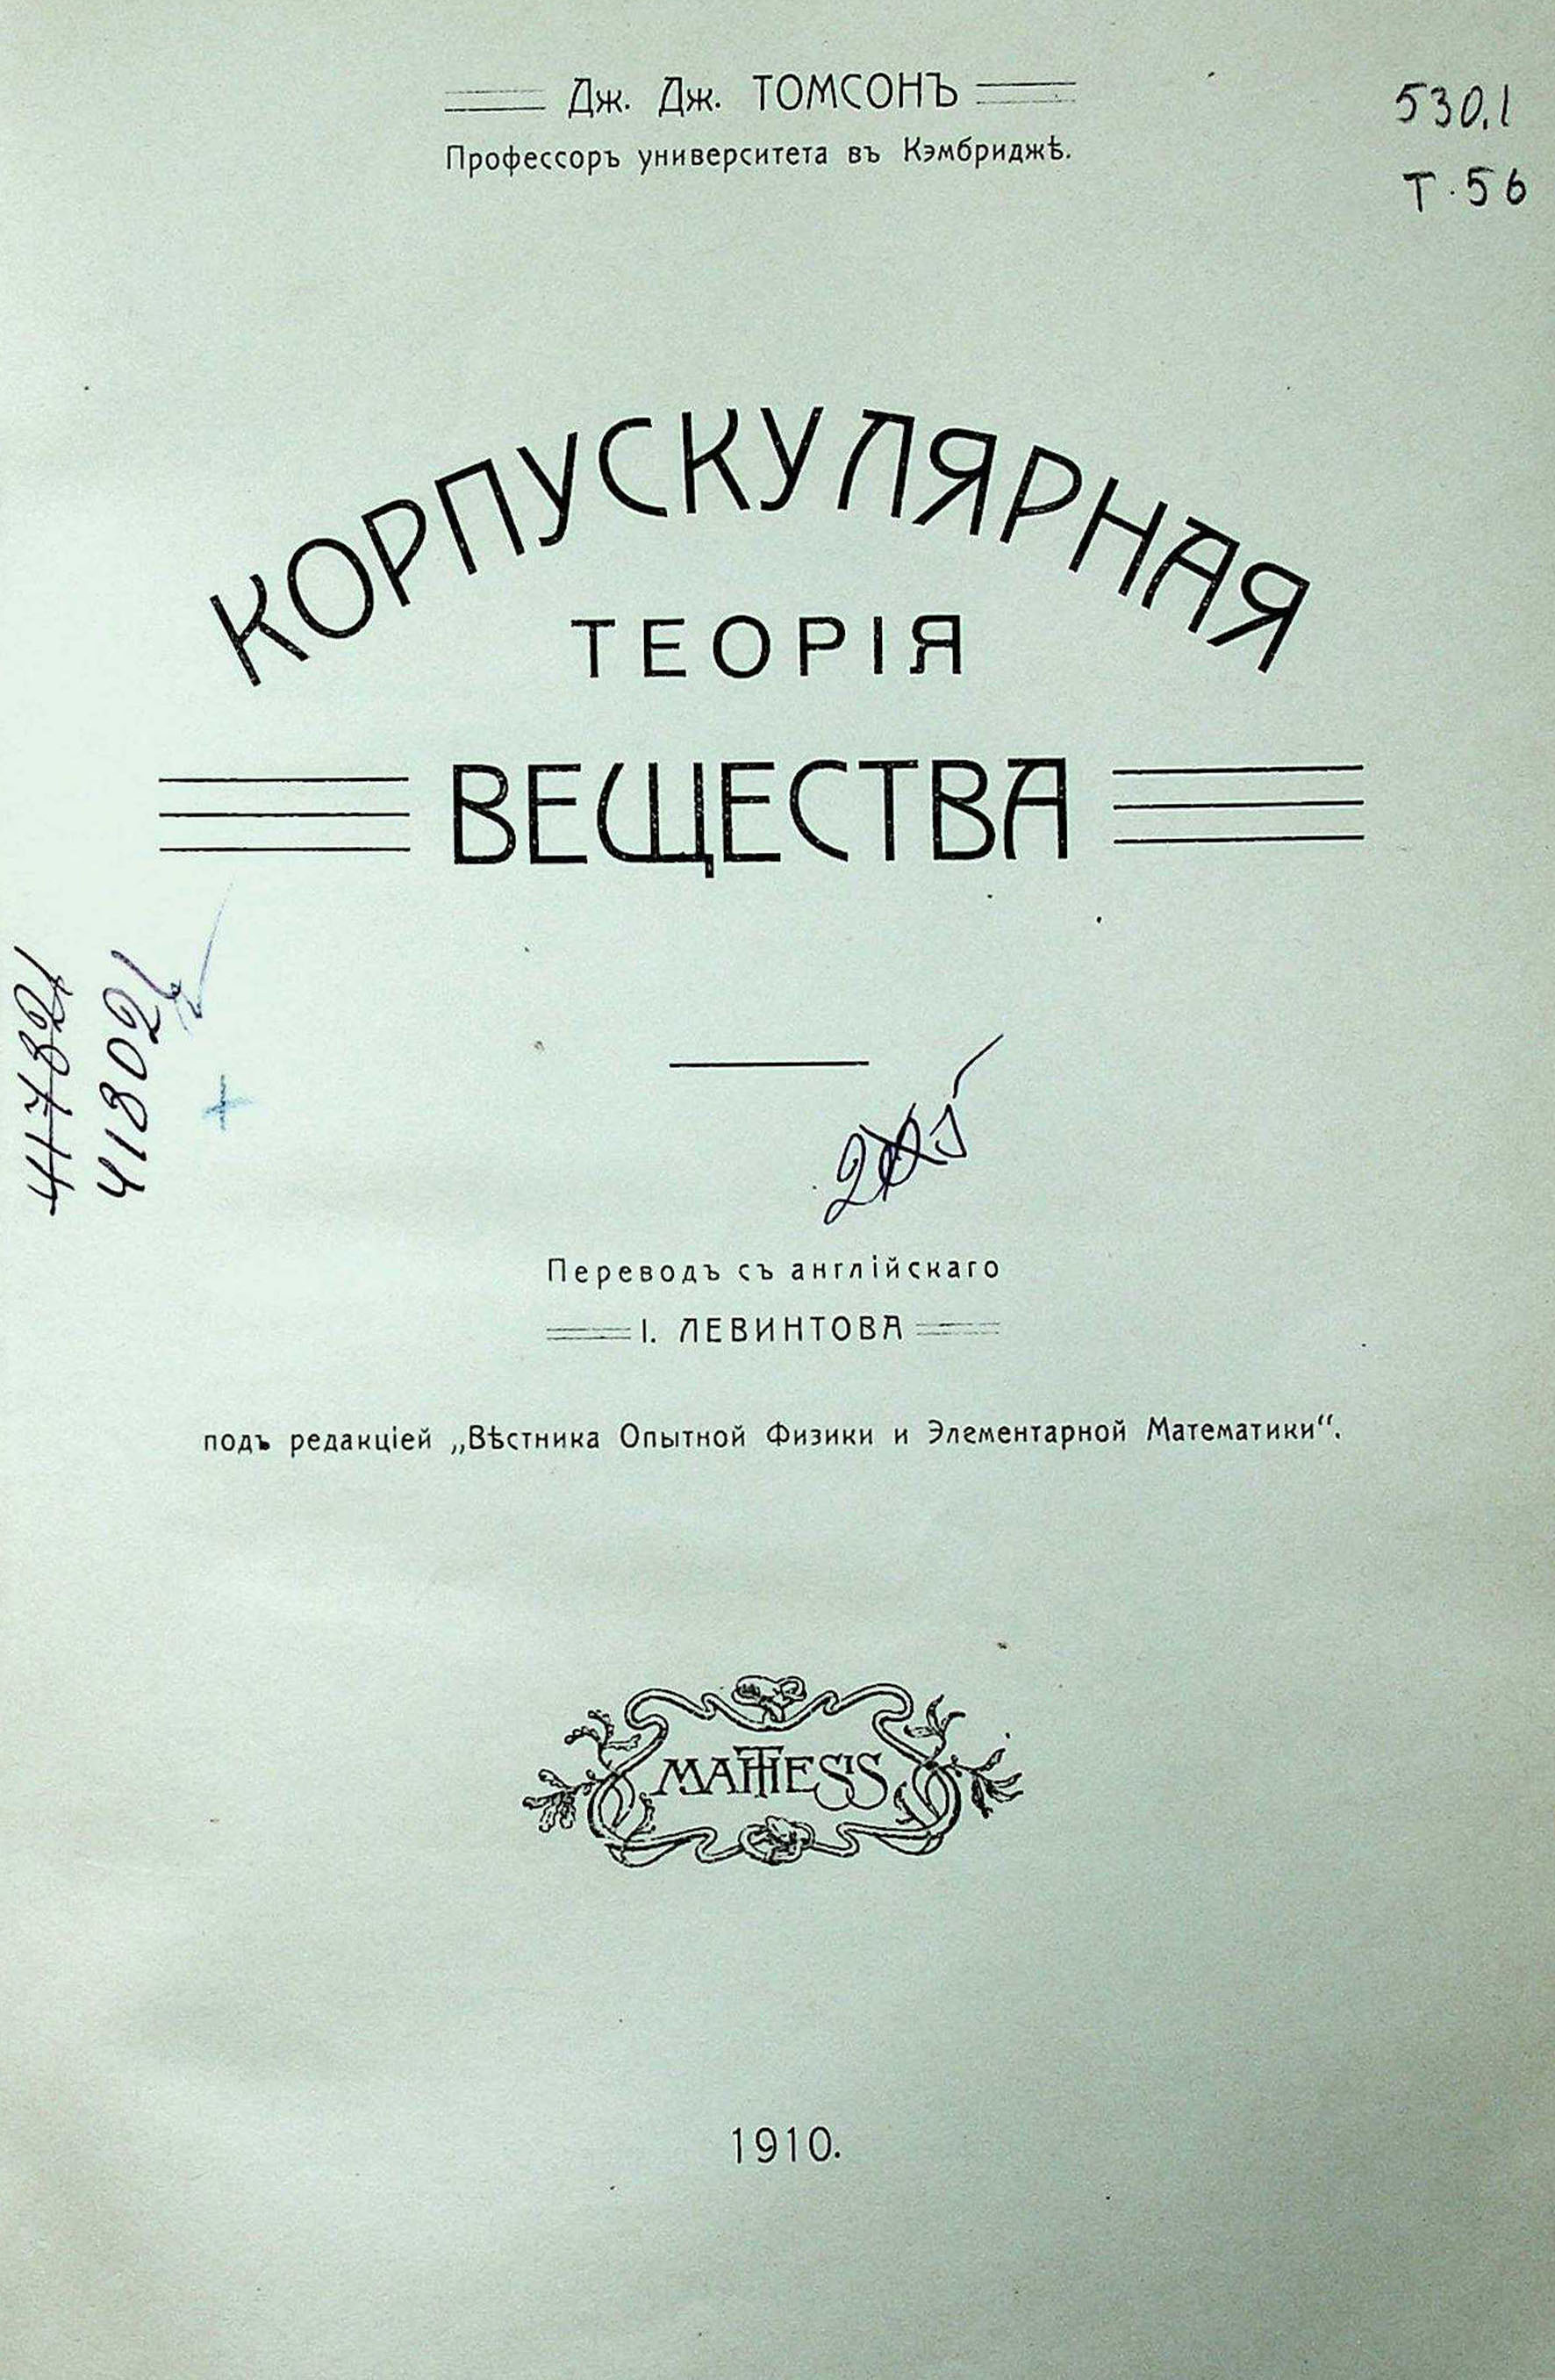 Дж. Дж. ТОМСОНЪ
Профессоръ университета въ Кэмбриджѣ.
530.1
Т. 56
КОРПУСКУЛЯРНАЯ
ТЕОРІЯ
ВЕЩЕСТВА
Переводъ съ англійскаго
І. ЛЕВИНТОВА
подъ редакціей „Вѣстника Опытной Физики и Элементарной Математики“.
MATHESIS
1910.